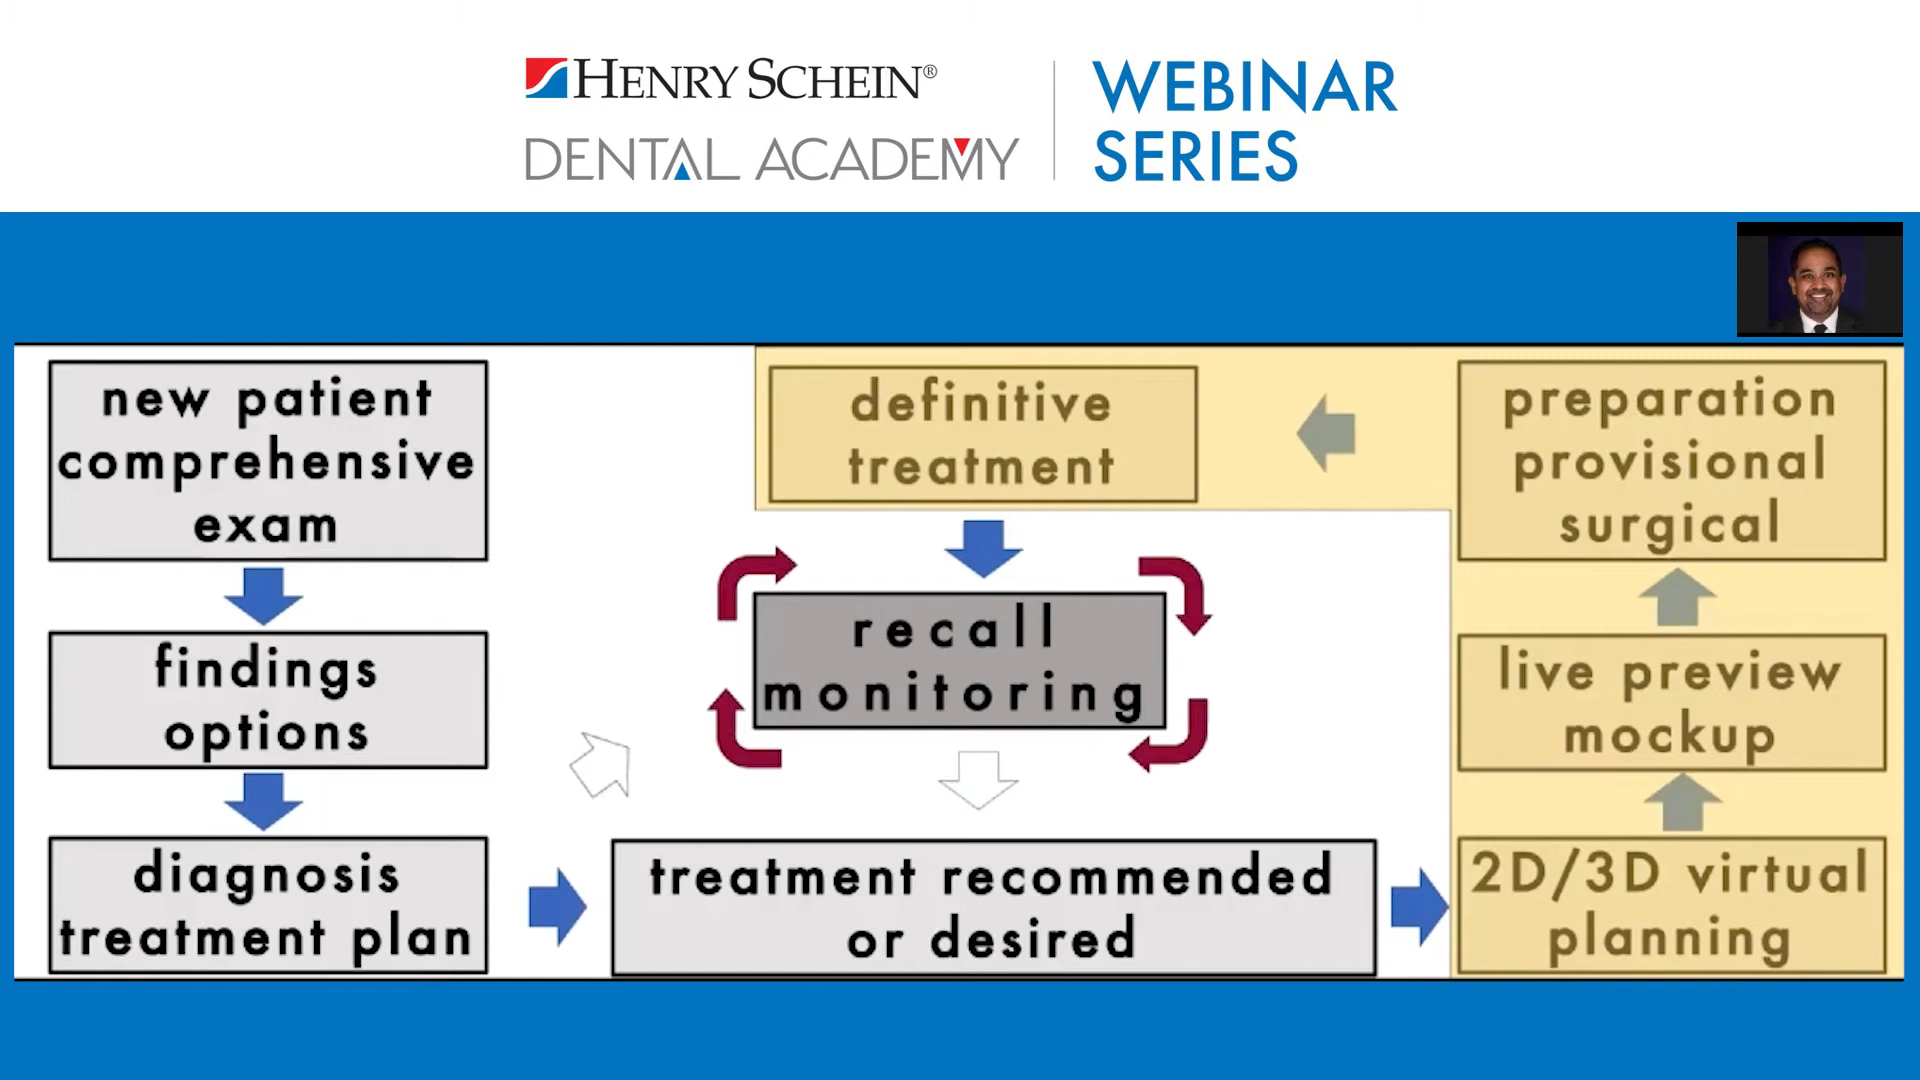 HENRY SCHEIN®
DENTAL ACADEMY
WEBINAR
SERIES
new patient
comprehensive
exam
findings
options
diagnosis
treatment plan
treatment recommended
or desired
2D/3D virtual
planning
live preview
mockup
preparation
provisional
surgical
definitive
treatment
recall
monitoring